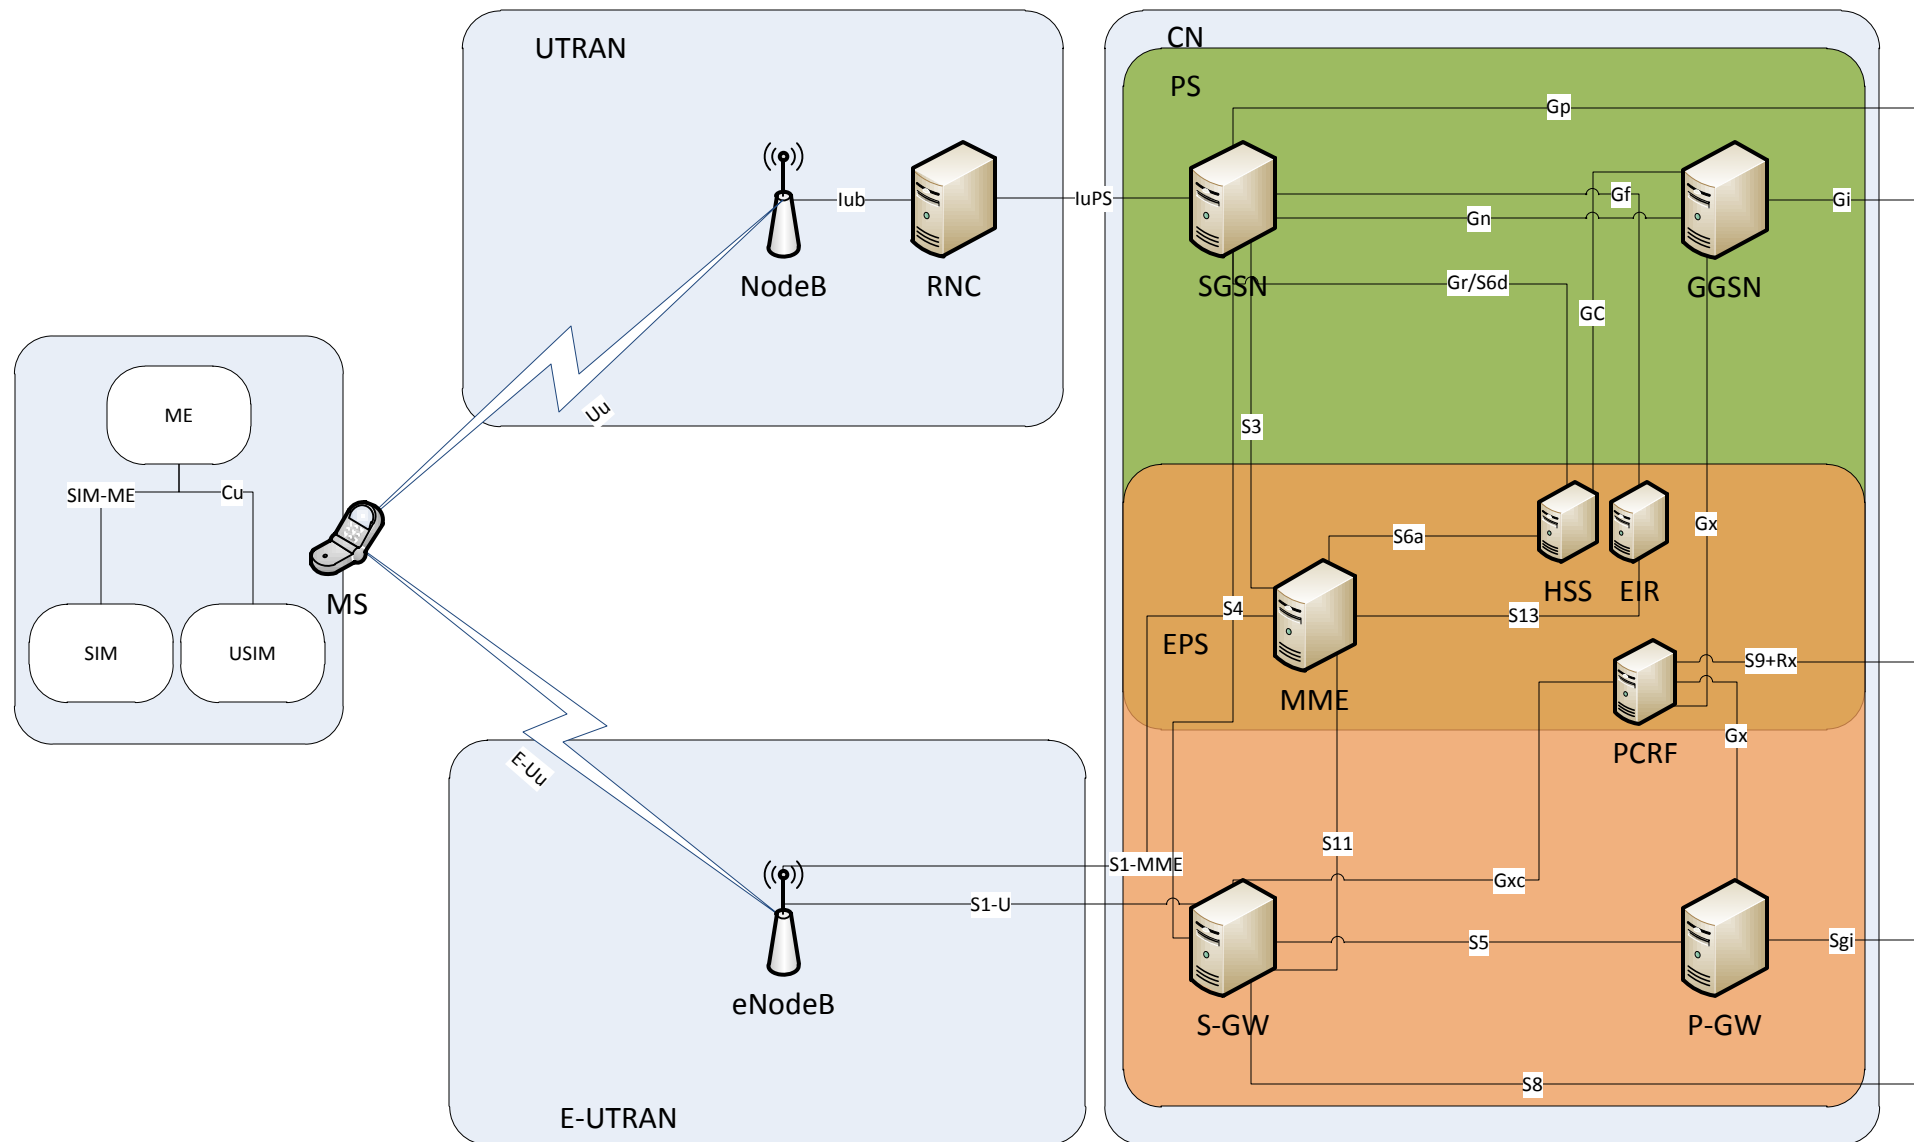 UTRAN
CN
PS
Gp
Iub
IuPS
Gf
Gn
Gi
NodeB
RNC
SGSN
Gr/S6d
GC
GGSN
ME
Uu
S3
SIM-ME
Cu
Gx
S6a
MS
HSS
EIR
S4
S13
EPS
SIM
USIM
S9+Rx
MME
Gx
PCRF
E-Uu
S11
S1-MME
Gxc
S1-U
S5
Sgi
eNodeB
S-GW
P-GW
S8
E-UTRAN